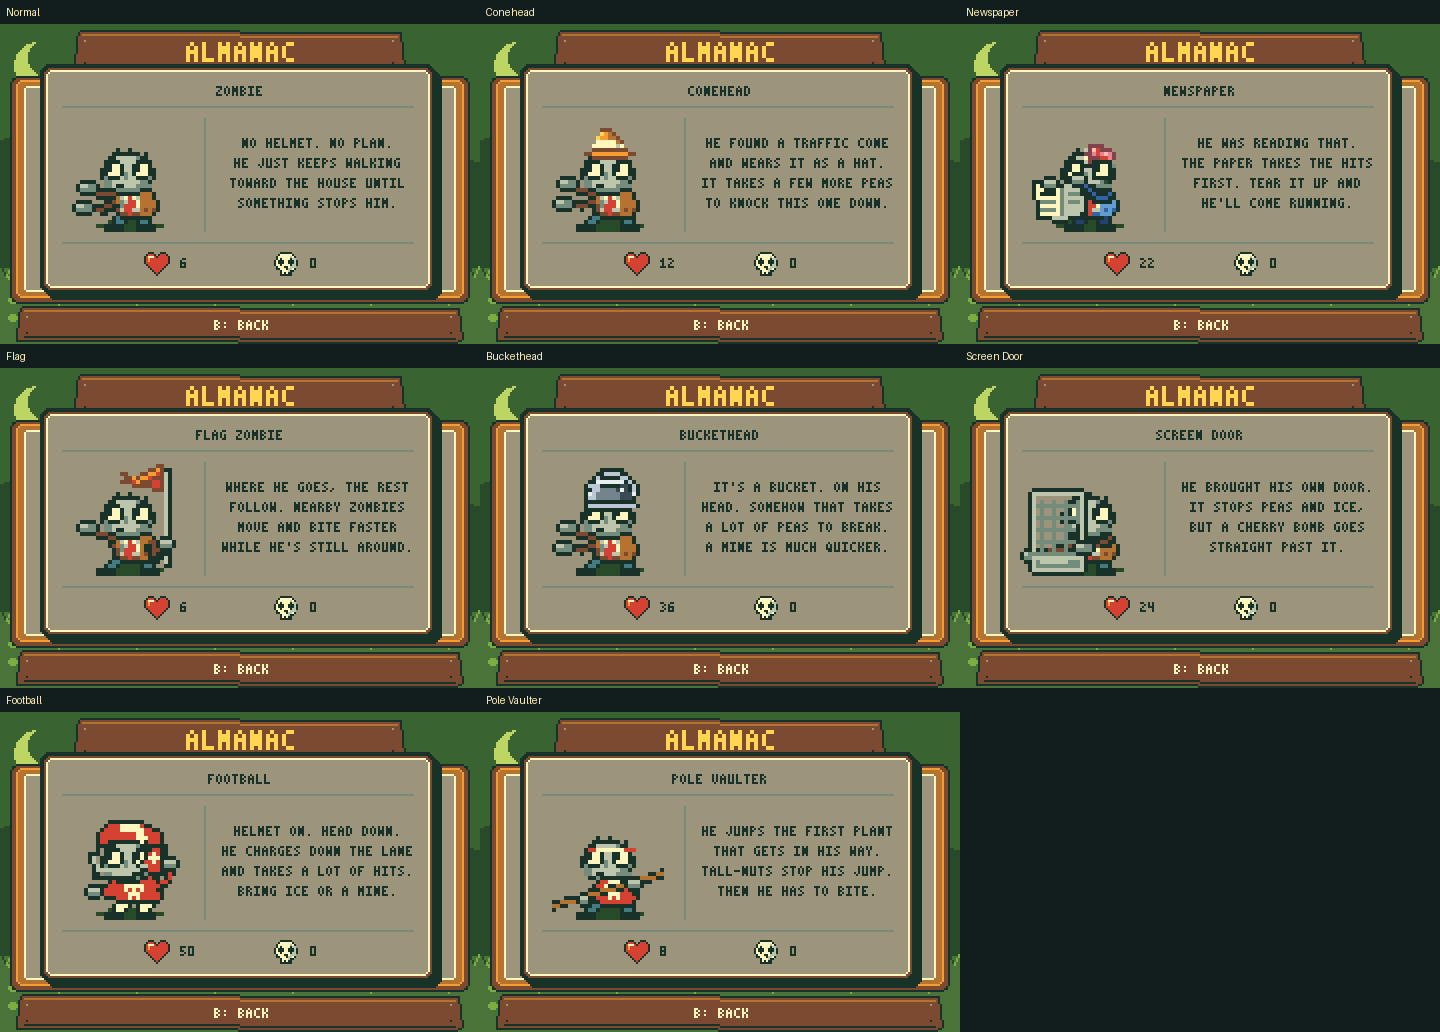 Normal
ALMANAC
ZOMBIE
NO HELMET. NO PLAN.
HE JUST KEEPS WALKING
TOWARD THE HOUSE UNTIL
SOMETHING STOPS HIM.
6
0
B: BACK
Conehead
ALMANAC
CONEHEAD
HE FOUND A TRAFFIC CONE
AND WEARS IT AS A HAT.
IT TAKES A FEW MORE PEAS
TO KNOCK THIS ONE DOWN.
12
0
B: BACK
Newspaper
ALMANAC
NEWSPAPER
HE WAS READING THAT.
THE PAPER TAKES THE HITS
FIRST. TEAR IT UP AND
HE'LL COME RUNNING.
22
0
B: BACK
Flag
ALMANAC
FLAG ZOMBIE
WHERE HE GOES, THE REST
FOLLOW. NEARBY ZOMBIES
MOVE AND BITE FASTER
WHILE HE'S STILL AROUND.
6
0
B: BACK
Buckethead
ALMANAC
BUCKETHEAD
IT'S A BUCKET. ON HIS
HEAD. SOMEHOW THAT TAKES
A LOT OF PEAS TO BREAK.
A MINE IS MUCH QUICKER.
36
0
B: BACK
Screen Door
ALMANAC
SCREEN DOOR
HE BROUGHT HIS OWN DOOR.
IT STOPS PEAS AND ICE,
BUT A CHERRY BOMB GOES
STRAIGHT PAST IT.
24
0
B: BACK
Football
ALMANAC
FOOTBALL
HELMET ON. HEAD DOWN.
HE CHARGES DOWN THE LANE
AND TAKES A LOT OF HITS.
BRING ICE OR A MINE.
50
0
B: BACK
Pole Vaulter
ALMANAC
POLE VAULTER
HE JUMPS THE FIRST PLANT
THAT GETS IN HIS WAY.
TALL-NUTS STOP HIS JUMP.
THEN HE HAS TO BITE.
8
0
B: BACK